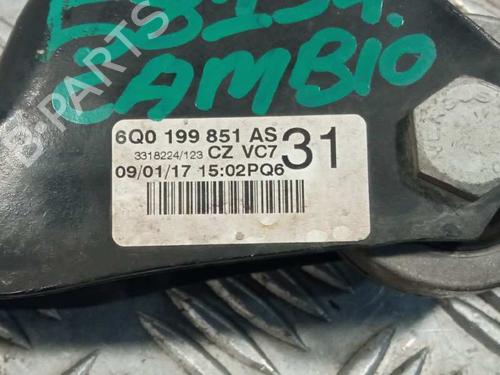 CAMBIO
6Q0 199 851 AS 31
3318224/123 CZ VC7
09/01/17 15:02PQ6
B-PARTS